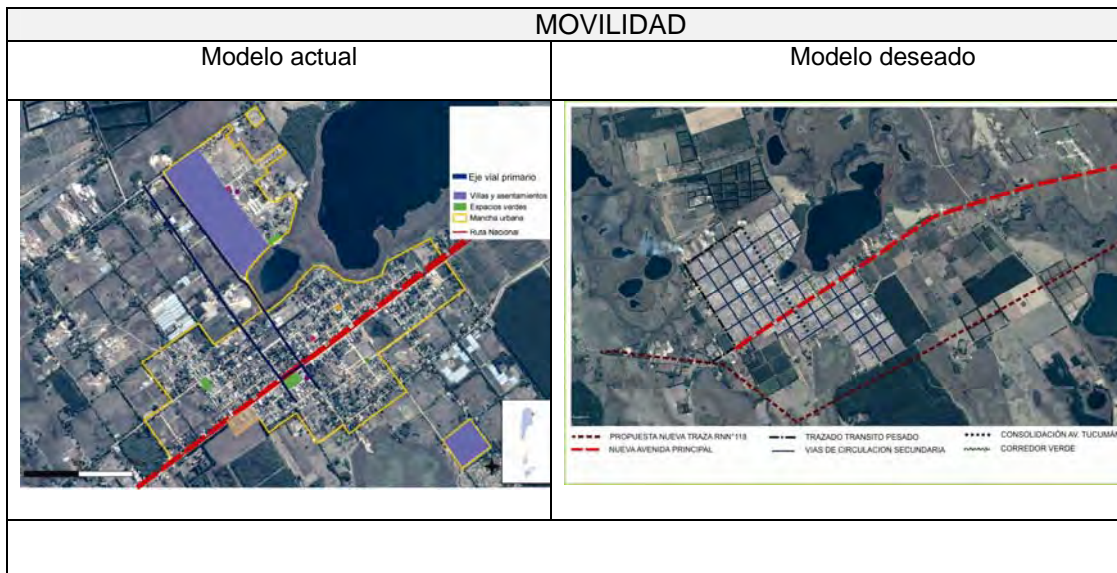 MOVILIDAD
Modelo actual
Modelo deseado
Eje vial primario
Villas y asentamientos
Espacios verdes
Mancha urbana
Ruta Nacional
PROPUESTA NUEVA TRAZA RNN°118
TRAZADO TRANSITO PESADO
CONSOLIDACIÓN AV. TUCUMÁ
NUEVA AVENIDA PRINCIPAL
VIAS DE CIRCULACION SECUNDARIA
CORREDOR VERDE